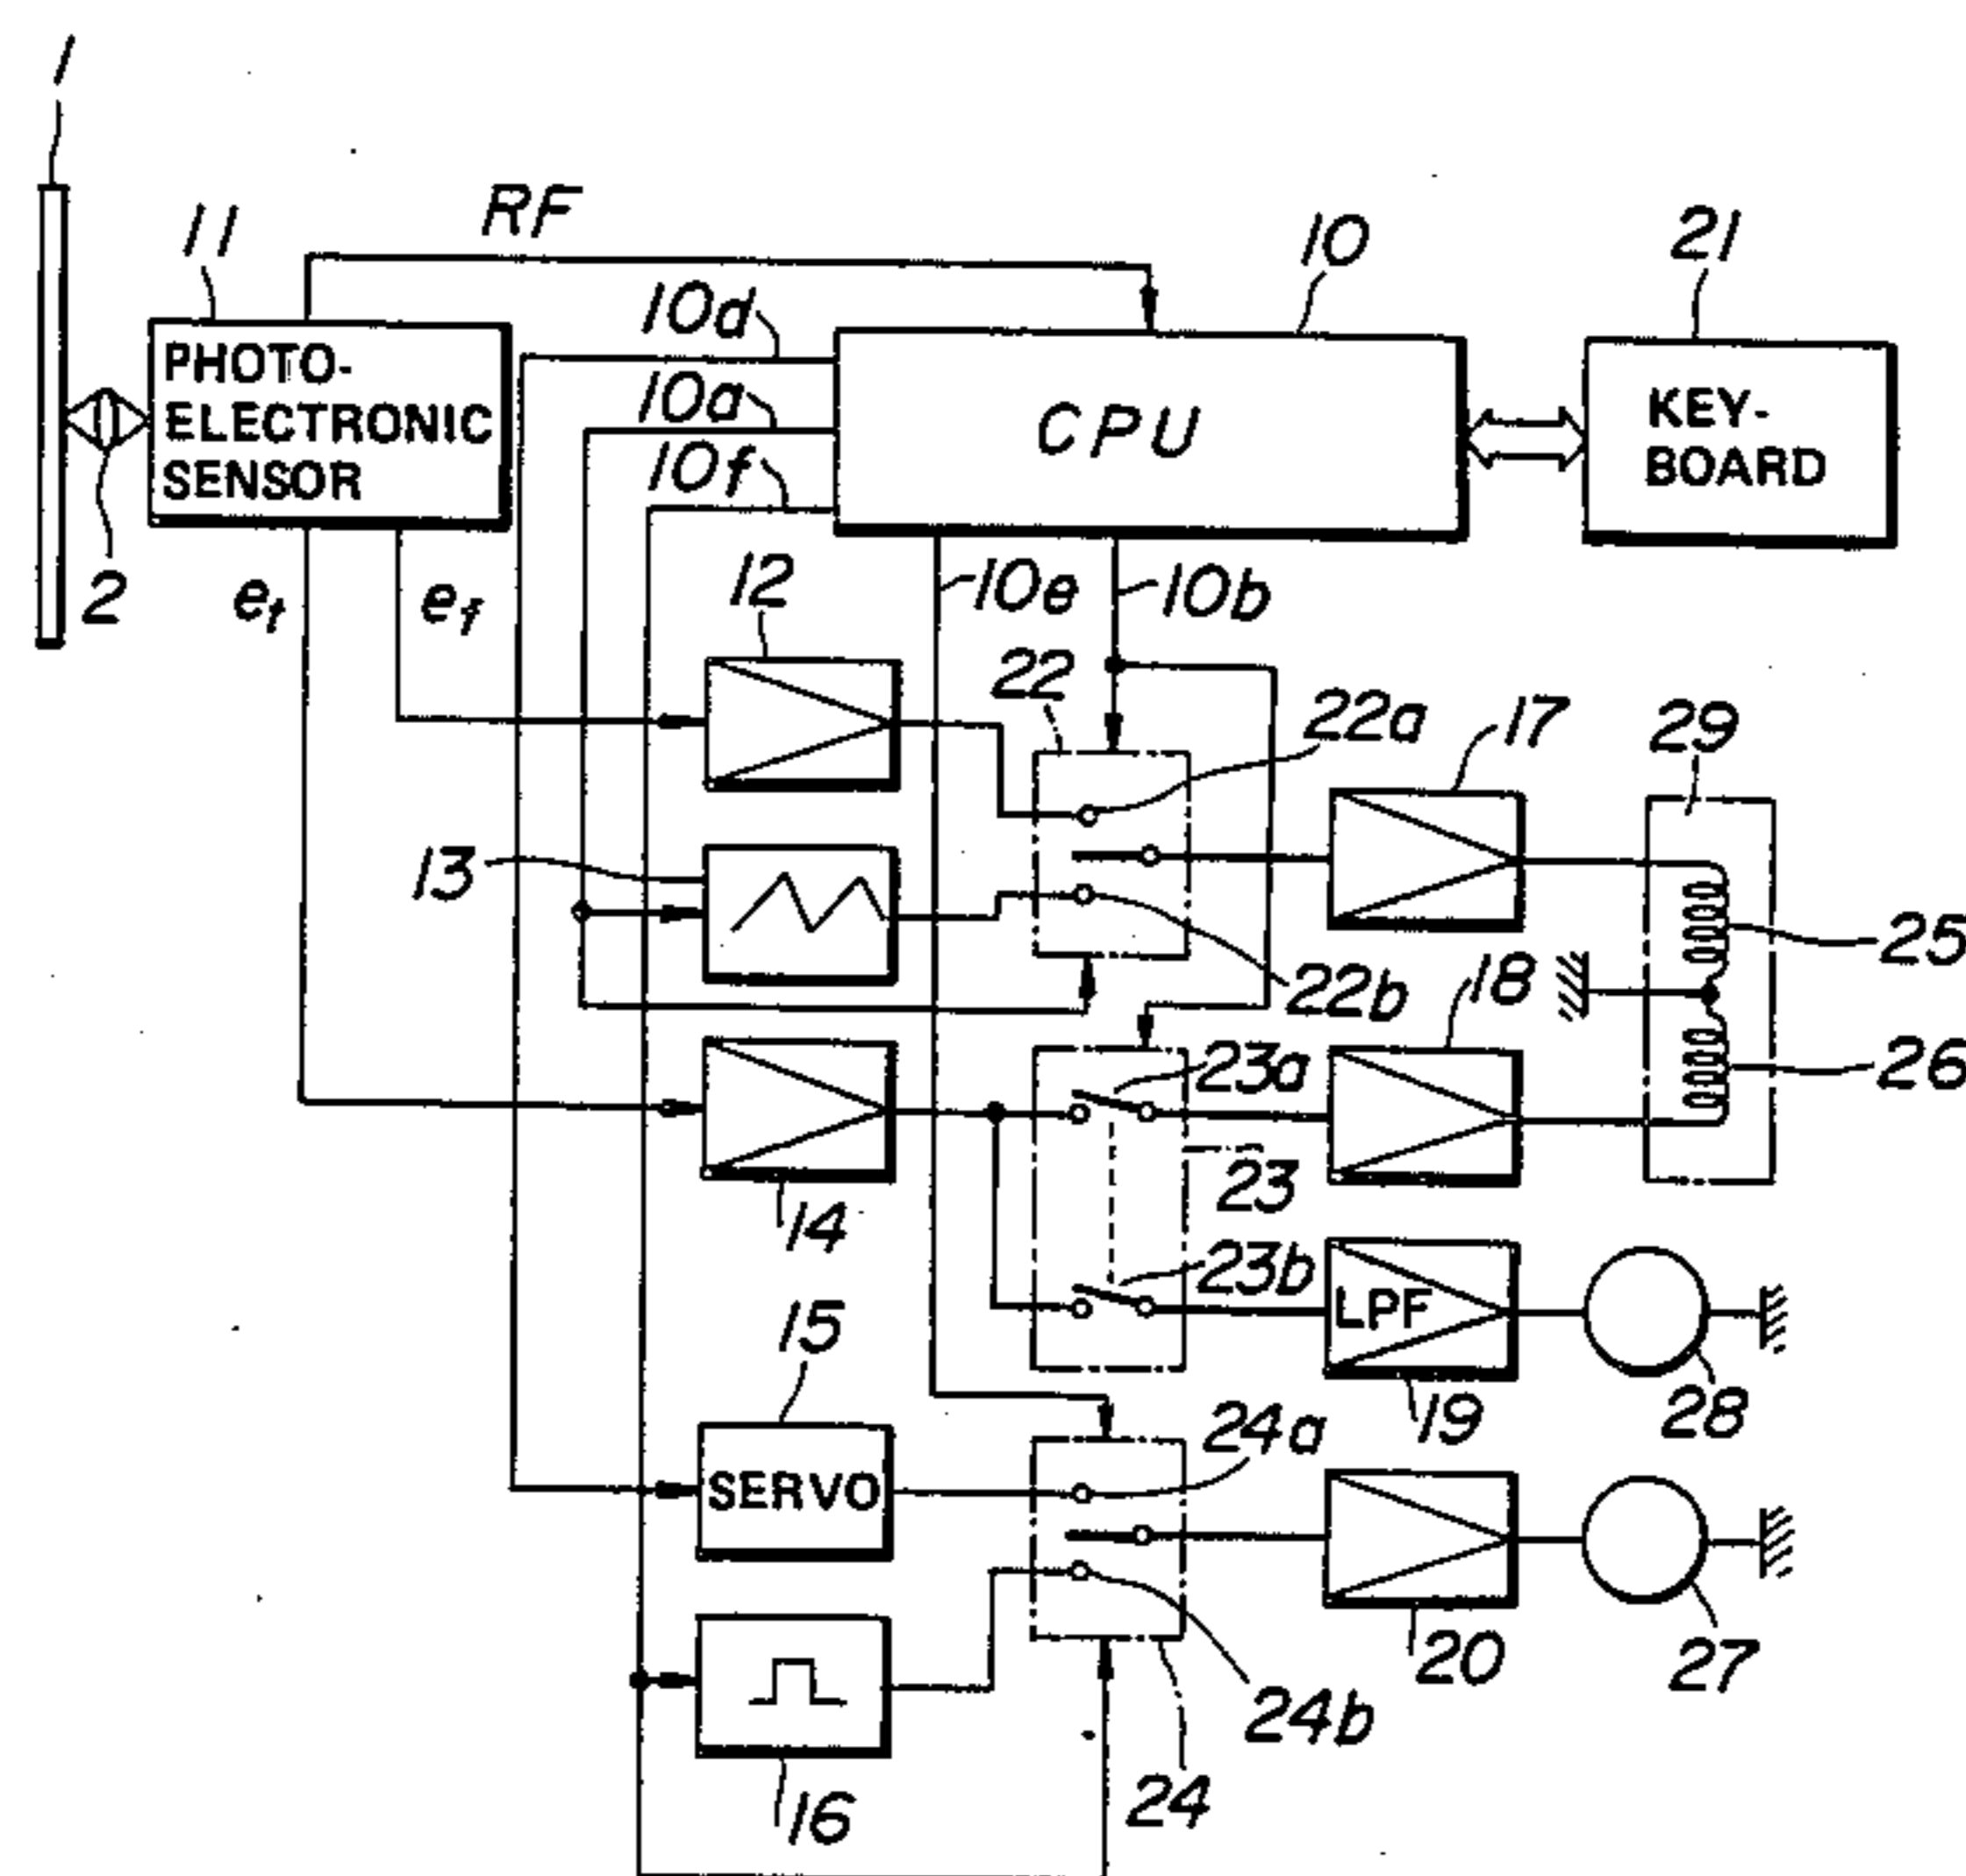 1
11
RF
10
21
10d
PHOTO-
ELECTRONIC
SENSOR
10a
CPU
KEY-
BOARD
10f
2
et
ef
12
10e
10b
22
22a
17
29
13
25
22b
18
26
23a
23
14
23b
LPF
15
19
28
24a
SERVO
20
27
24b
16
24